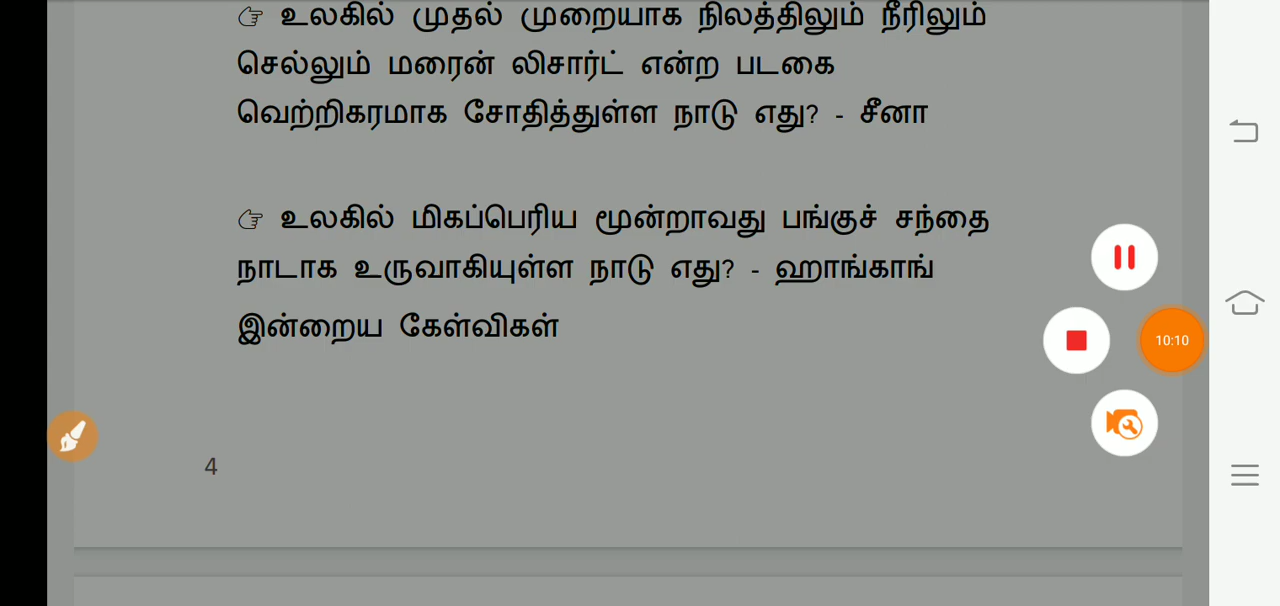 ☞ உலகில் முதல் முறையாக நிலத்திலும் நீரிலும்
செல்லும் மரைன் லிசார்ட் என்ற படகை
வெற்றிகரமாக சோதித்துள்ள நாடு எது? - சீனா
☞ உலகில் மிகப்பெரிய மூன்றாவது பங்குச் சந்தை
நாடாக உருவாகியுள்ள நாடு எது? - ஹாங்காங்
இன்றைய கேள்விகள்
10:10
4